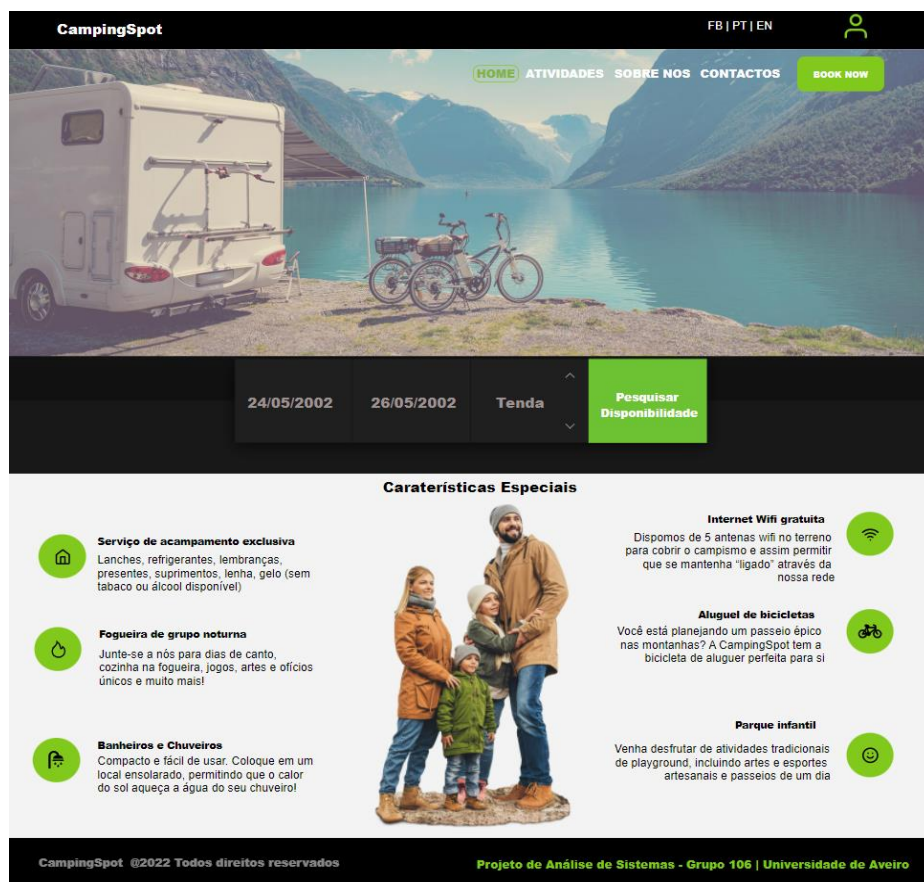 CampingSpot
FB | PT | EN
HOME ATIVIDADES SOBRE NOS CONTACTOS BOOK NOW
24/05/2002
26/05/2002
Tenda
Pesquisar
Disponibilidade
Caraterísticas Especiais
Serviço de acampamento exclusiva
Lanches, refrigerantes, lembranças,
presentes, suprimentos, lenha, gelo (sem
tabaco ou álcool disponível)
Fogueira de grupo noturna
Junte-se a nós para dias de canto,
cozinha na fogueira, jogos, artes e ofícios
únicos e muito mais!
Banheiros e Chuveiros
Compacto e fácil de usar. Coloque em um
local ensolarado, permitindo que o calor
do sol aqueça a água do seu chuveiro!
Internet Wifi gratuita
Dispomos de 5 antenas wifi no terreno
para cobrir o campismo e assim permitir
que se mantenha “ligado” através da
nossa rede
Aluguel de bicicletas
Você está planejando um passeio épico
nas montanhas? A CampingSpot tem a
bicicleta de aluguer perfeita para si
Parque infantil
Venha desfrutar de atividades tradicionais
de playground, incluindo artes e esportes
artesanais e passeios de um dia
CampingSpot @2022 Todos direitos reservados
Projeto de Análise de Sistemas - Grupo 106 | Universidade de Aveiro